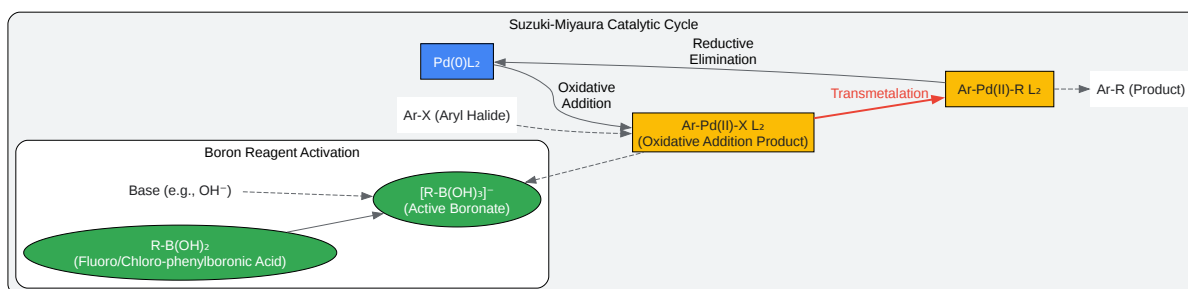 Suzuki-Miyaura Catalytic Cycle
Reductive
Elimination
Pd(0)L₂
Oxidative
Addition
Ar-Pd(II)-R L₂
Ar-R (Product)
Transmetalation
Ar-X (Aryl Halide)
Ar-Pd(II)-X L₂
(Oxidative Addition Product)
Boron Reagent Activation
Base (e.g., OH⁻)
[R-B(OH)₃]⁻
(Active Boronate)
R-B(OH)₂
(Fluoro/Chloro-phenylboronic Acid)